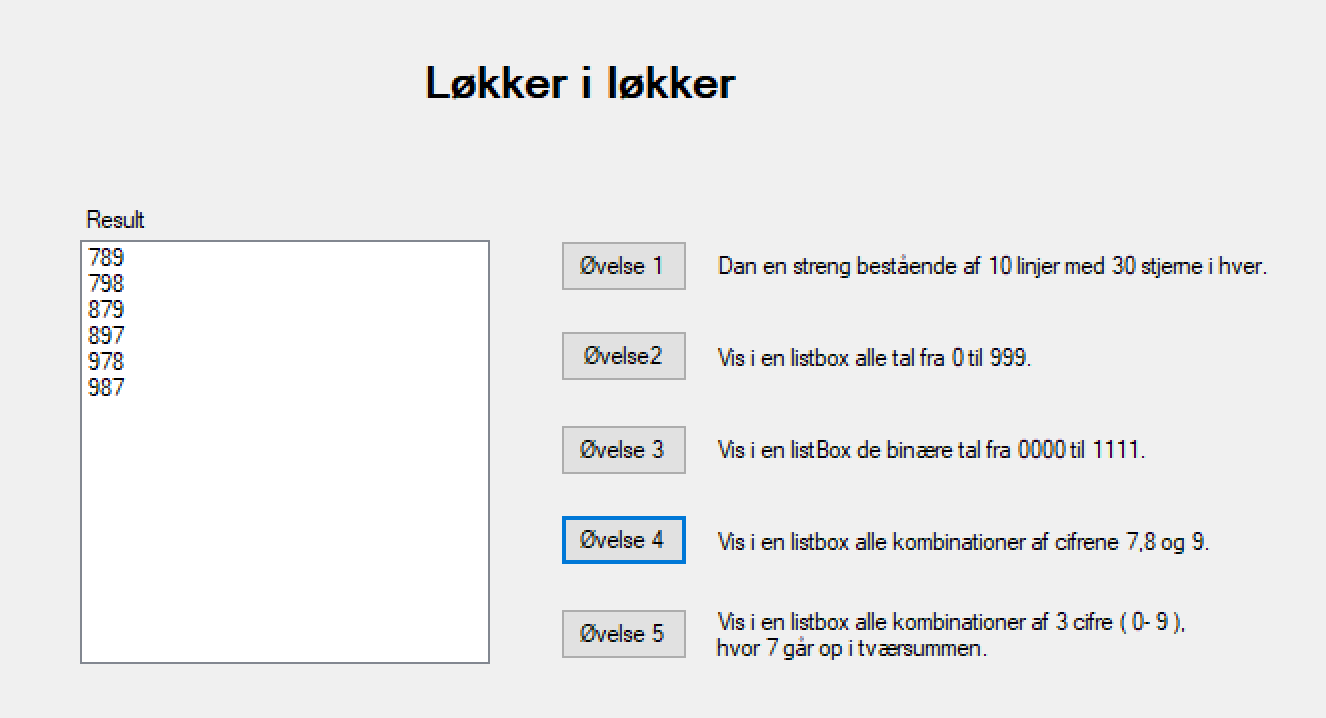 Løkker i løkker
Result
789
798
879
897
978
987
Øvelse 1
Dan en streng bestående af 10 linjer med 30 stjerne i hver.
Øvelse2
Vis i en listbox alle tal fra 0 til 999.
Øvelse 3
Vis i en listBox de binære tal fra 0000 til 1111.
Øvelse 4
Vis i en listbox alle kombinationer af cifrene 7,8 og 9.
Øvelse 5
Vis i en listbox alle kombinationer af 3 cifre ( 0- 9 ),
hvor 7 går op i tværsummen.